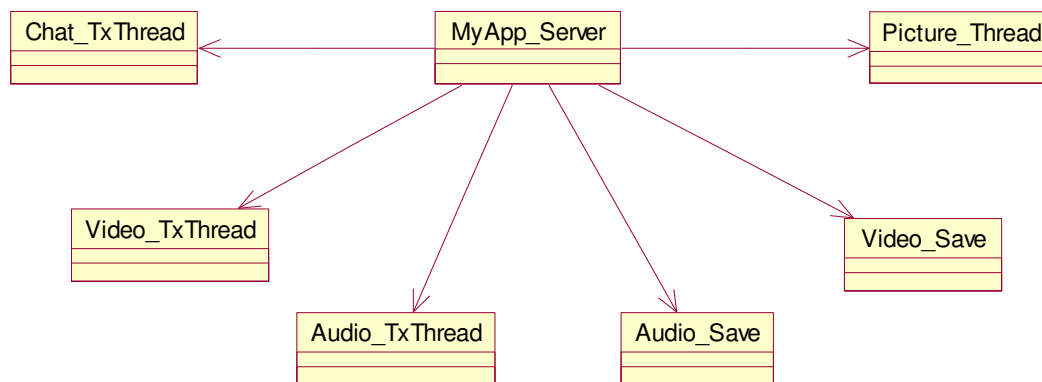 Chat_TxThread
MyApp_Server
Picture_Thread
Video_TxThread
Video_Save
Audio_TxThread
Audio_Save